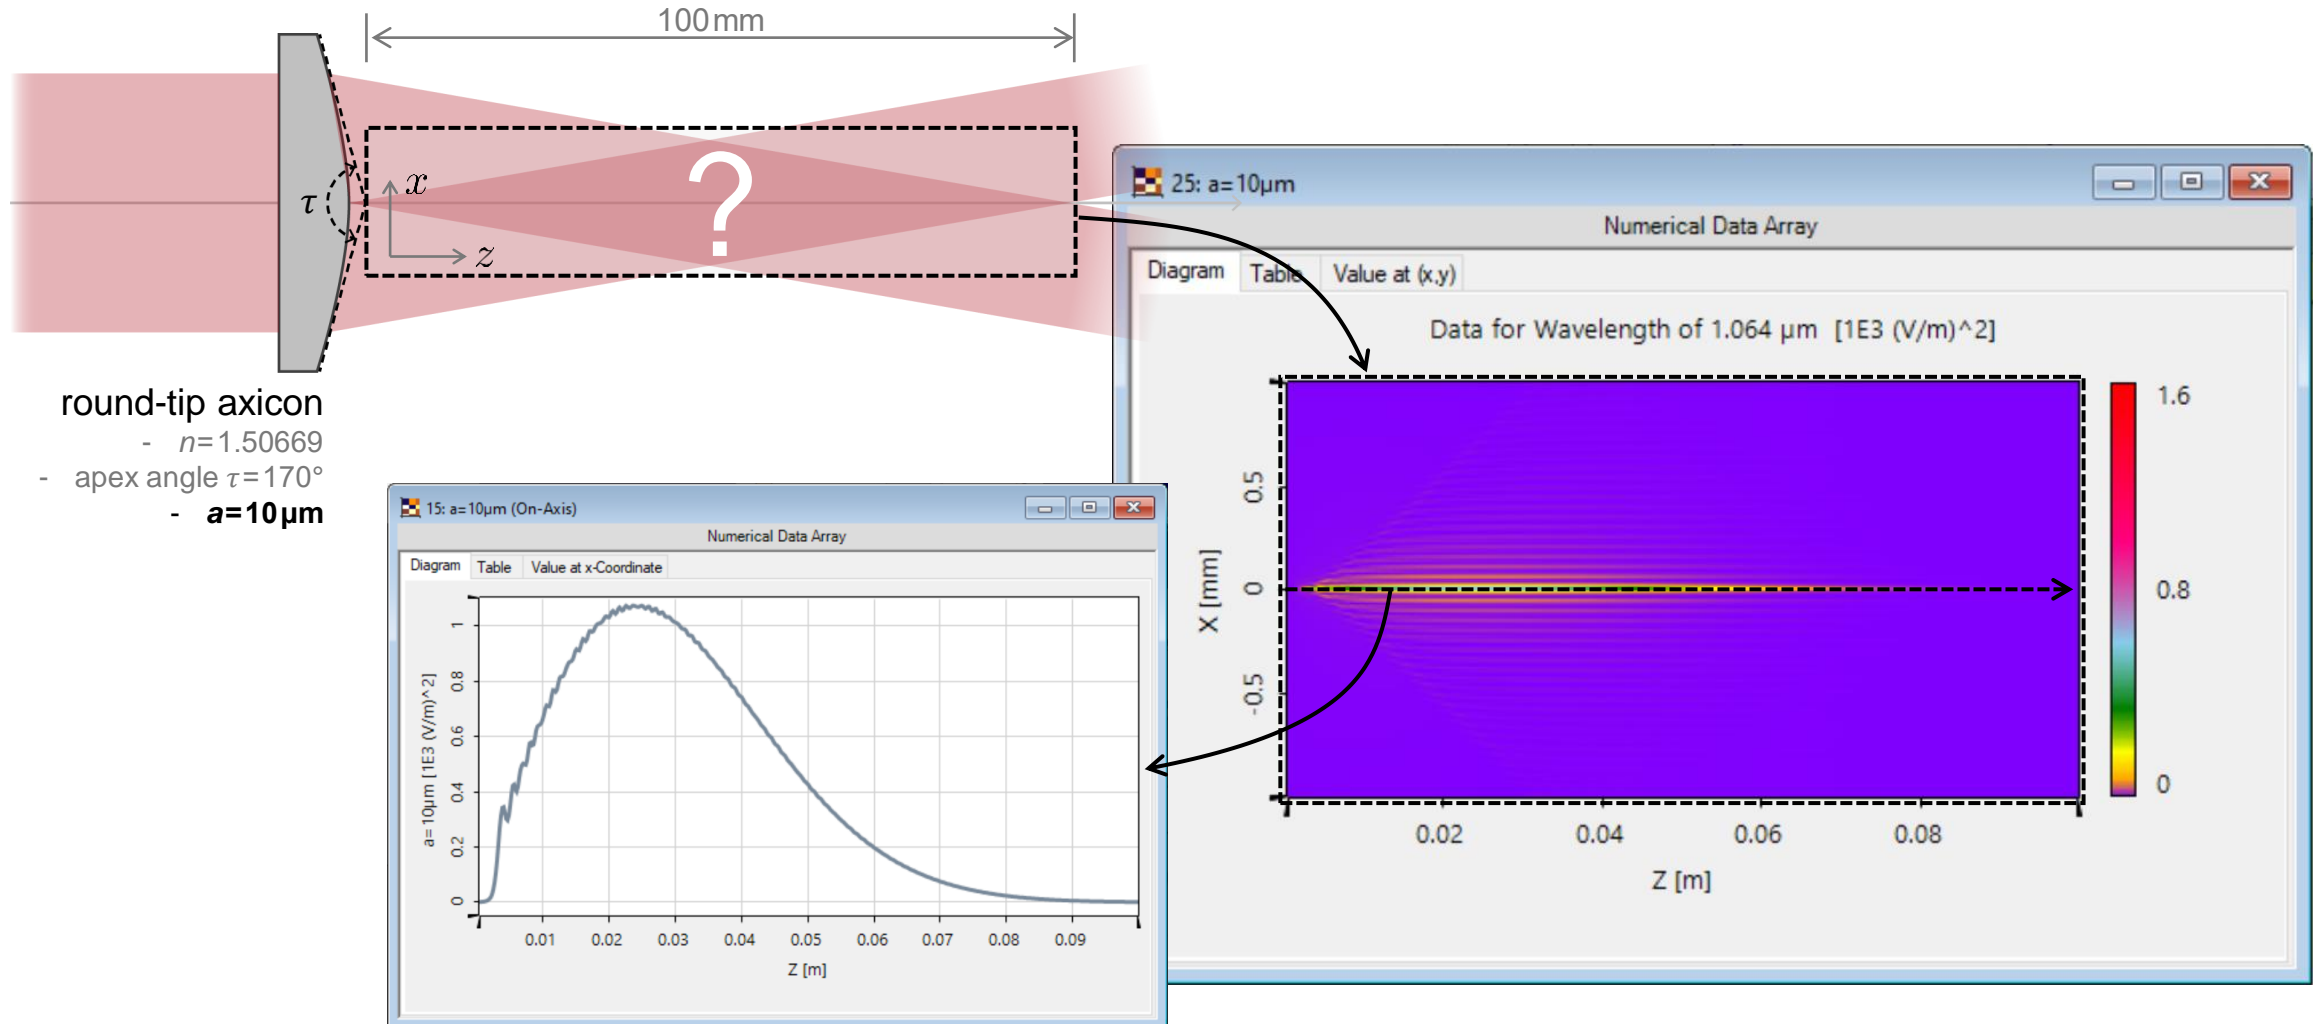 100 mm
τ
x
z
?
round-tip axicon
- n=1.50669
- apex angle τ=170°
- a=10 µm
25: a=10µm
Numerical Data Array
Diagram Table Value at (x,y)
Data for Wavelength of 1.064 µm [1E3 (V/m)^2]
X [mm]
0.5
0
-0.5
0.02 0.04 0.06 0.08
Z [m]
1.6
0.8
0
15: a=10µm (On-Axis)
Numerical Data Array
Diagram Table Value at x-Coordinate
a=10µm [1E3 (V/m)^2]
1
0.8
0.6
0.4
0.2
0
0.01 0.02 0.03 0.04 0.05 0.06 0.07 0.08 0.09
Z [m]